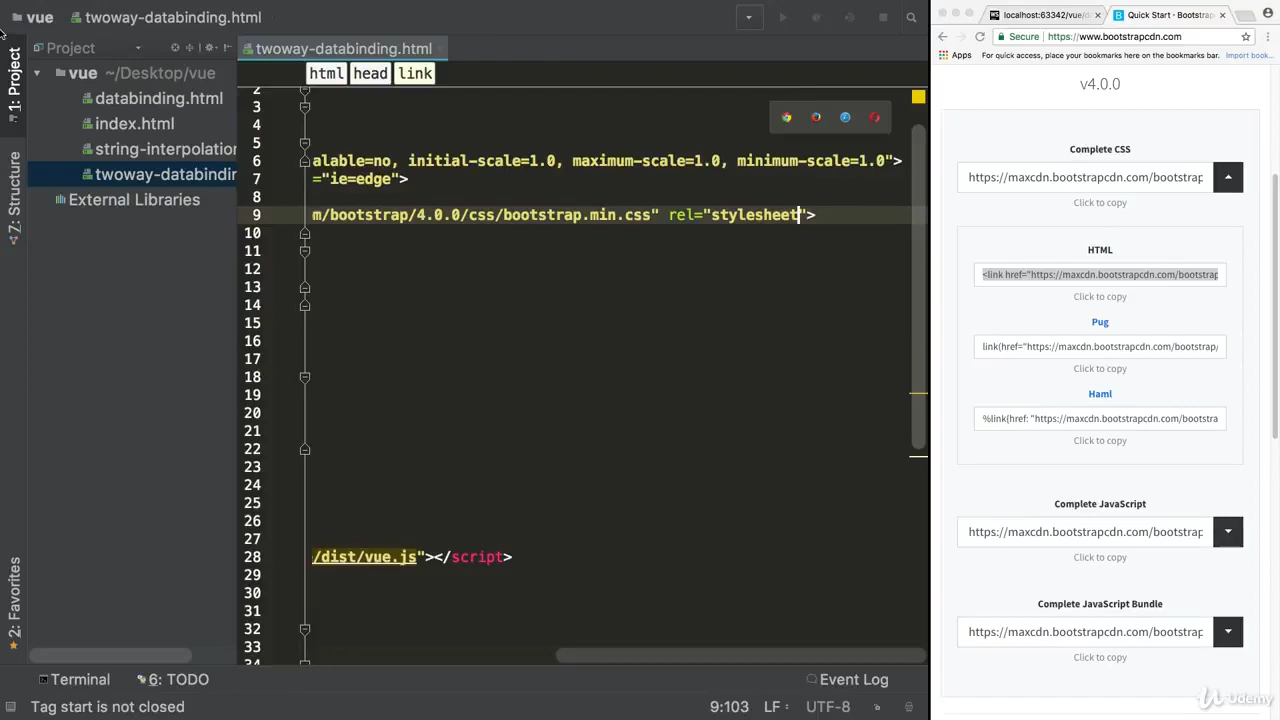 vue
twoway-databinding.html
1: Project
Z: Structure
2: Favorites
Project
vue ~/Desktop/vue
databinding.html
index.html
string-interpolation
twoway-databindin
External Libraries
twoway-databinding.html
html head link
2
3
4
5
6 alable=no, initial-scale=1.0, maximum-scale=1.0, minimum-scale=1.0">
7 ="ie=edge">
8
9 m/bootstrap/4.0.0/css/bootstrap.min.css" rel="stylesheet">
10
11
12
13
14
15
16
17
18
19
20
21
22
23
24
25
26
27
28 /dist/vue.js"></script>
29
30
31
32
33
34
Terminal
6: TODO
Event Log
Tag start is not closed
9:103
LF
UTF-8
localhost:63342/vue/d
Quick Start · Bootstrap
Secure
https://www.bootstrapcdn.com
Apps
For quick access, place your bookmarks here on the bookmarks bar.
Import book...
v4.0.0
Complete CSS
https://maxcdn.bootstrapcdn.com/bootstrap
Click to copy
HTML
<link href="https://maxcdn.bootstrapcdn.com/bootstrap
Click to copy
Pug
link(href="https://maxcdn.bootstrapcdn.com/bootstrap/
Click to copy
Haml
%link{href: "https://maxcdn.bootstrapcdn.com/bootstra
Click to copy
Complete JavaScript
https://maxcdn.bootstrapcdn.com/bootstrap
Click to copy
Complete JavaScript Bundle
https://maxcdn.bootstrapcdn.com/bootstrap
Click to copy
Udemy